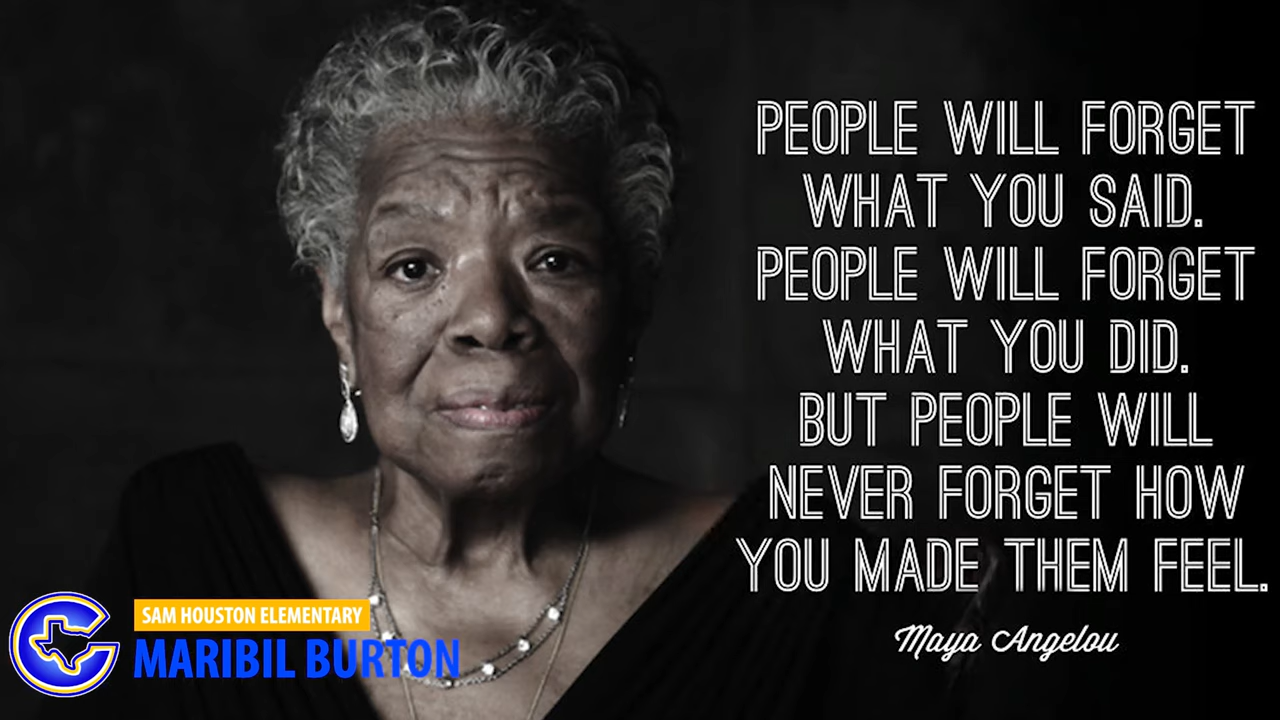 PEOPLE WILL FORGET
WHAT YOU SAID.
PEOPLE WILL FORGET
WHAT YOU DID.
BUT PEOPLE WILL
NEVER FORGET HOW
YOU MADE THEM FEEL.
Maya Angelou
SAM HOUSTON ELEMENTARY
MARIBIL BURTON